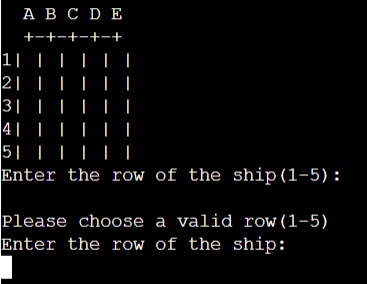 A B C D E
  +-+-+-+-+
1| | | | | |
2| | | | | |
3| | | | | |
4| | | | | |
5| | | | | |
Enter the row of the ship(1-5):
Please choose a valid row(1-5)
Enter the row of the ship: